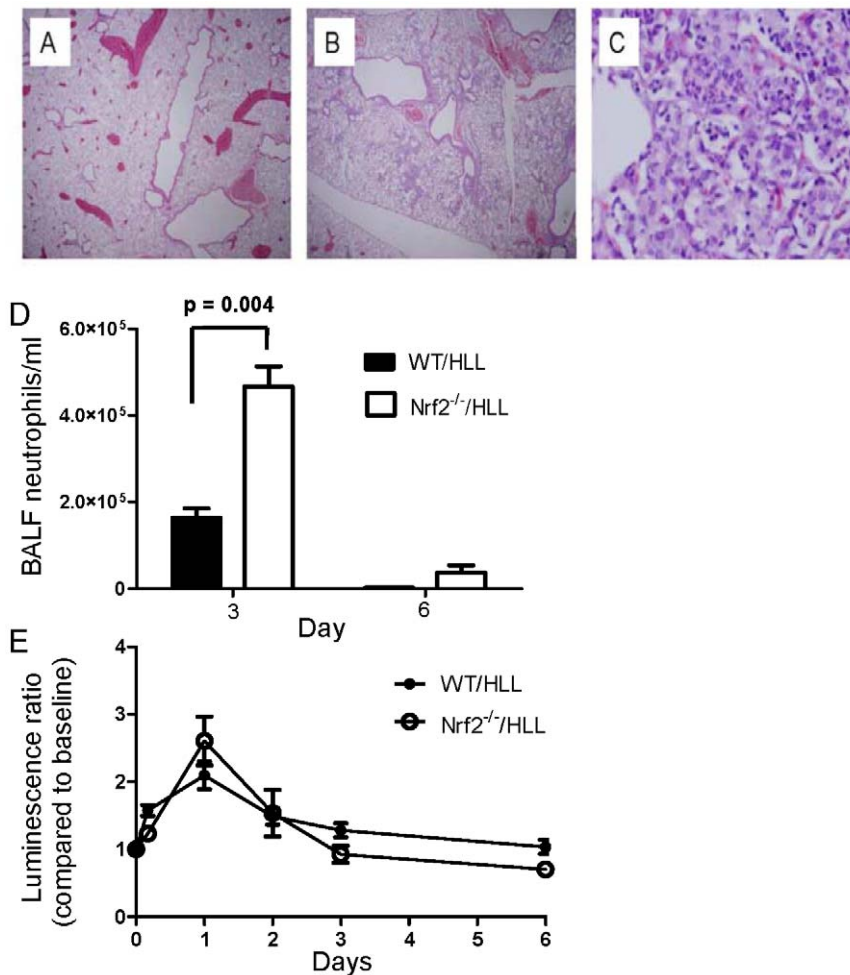 A
B
C
D
p = 0.004
6.0×10⁵
4.0×10⁵
2.0×10⁵
0
BALF neutrophils/ml
WT/HLL
Nrf2⁻/⁻/HLL
3
6
Day
E
4
3
2
1
0
Luminescence ratio
(compared to baseline)
WT/HLL
Nrf2⁻/⁻/HLL
0 1 2 3 4 5 6
Days